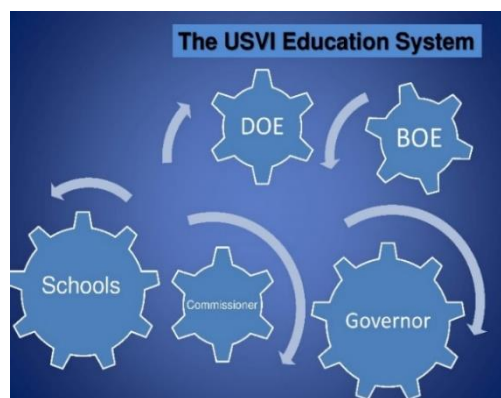 The USVI Education System
DOE
BOE
Schools
Commissioner
Governor